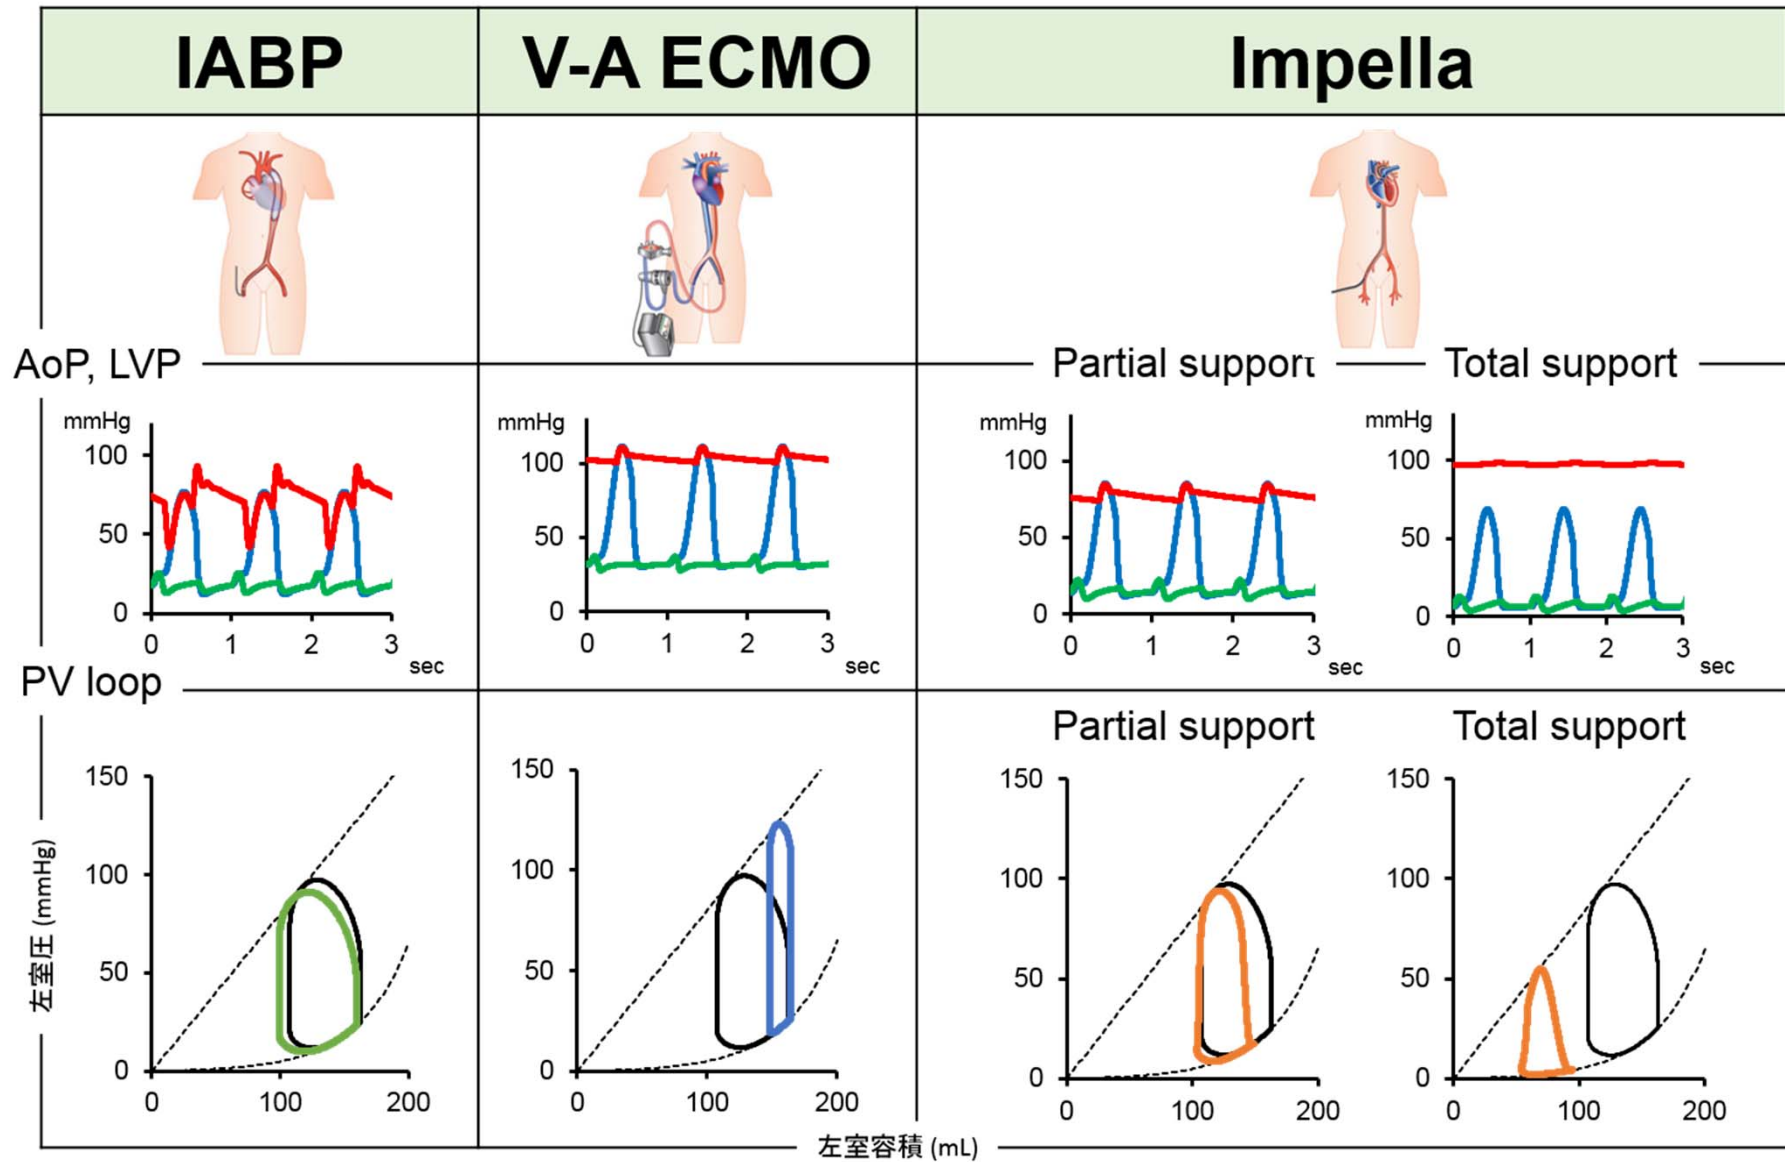 IABP
V-A ECMO
Impella
AoP, LVP
Partial support
Total support
mmHg
100
50
0
0 1 2 3
sec
mmHg
100
50
0
0 1 2 3
sec
mmHg
100
50
0
0 1 2 3
sec
mmHg
100
50
0
0 1 2 3
sec
PV loop
Partial support
Total support
左室圧 (mmHg)
150
100
50
0
0 100 200
150
100
50
0
0 100 200
150
100
50
0
0 100 200
150
100
50
0
0 100 200
左室容積 (mL)